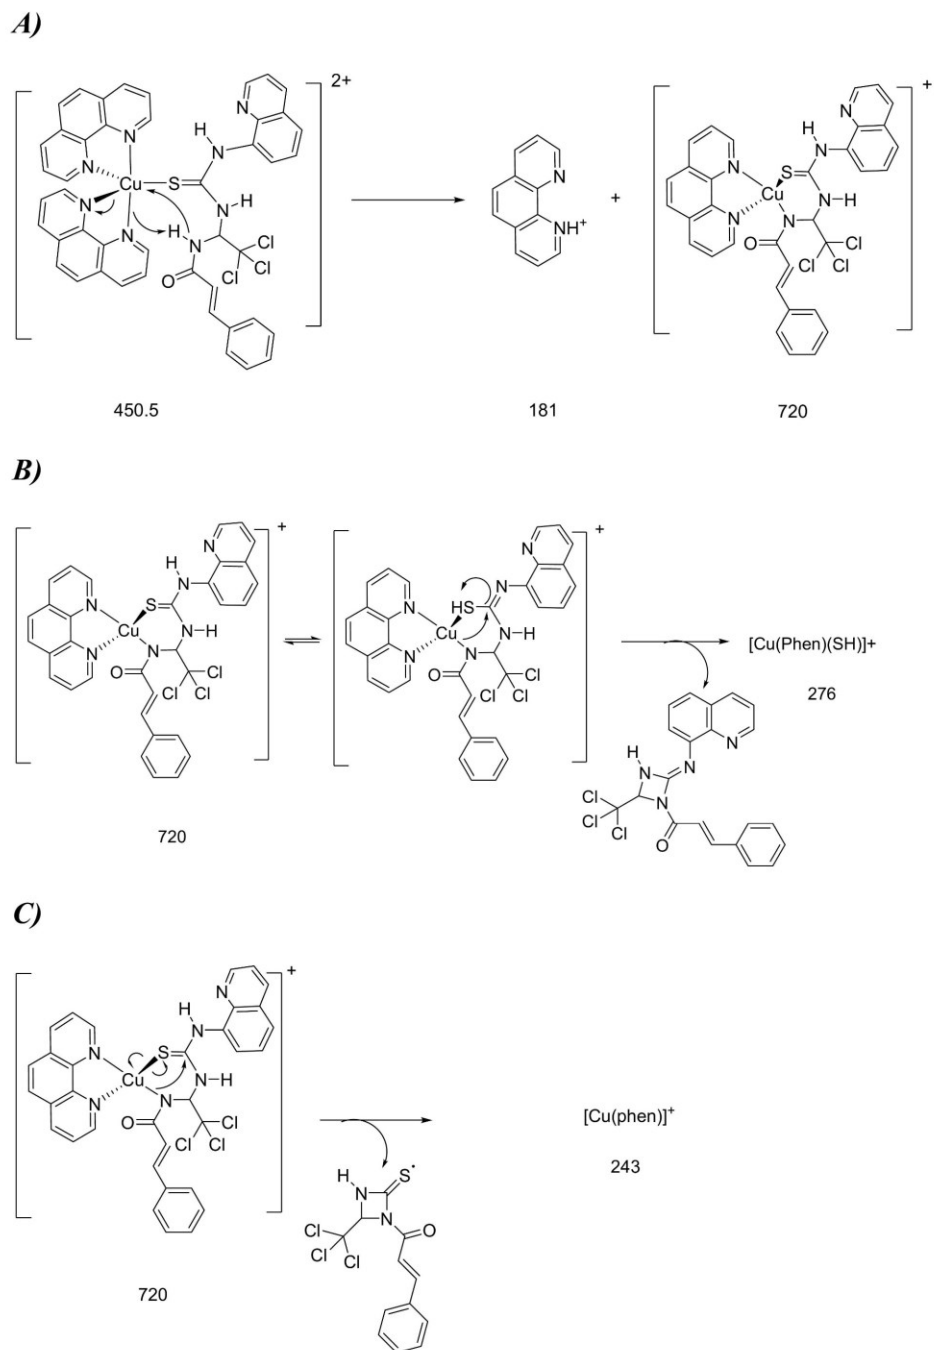 A)
2+
+
N
N
N
N
Cu
S
N
H
N
N
H
H
N
O
Cl
Cl
Cl
N
NH+
+
N
N
Cu
S
N
H
N
N-H
N
O
Cl
Cl
Cl
450.5
181
720
B)
+
+
N
N
Cu
S
H
N
N
N-H
N
O
Cl
Cl
Cl
N
N
Cu
HS
N
N
N-H
N
O
Cl
Cl
Cl
[Cu(Phen)(SH)]+
276
H
N
N
N
N
Cl
Cl
Cl
O
720
C)
+
N
N
Cu
S
H
N
N
N-H
N
O
Cl
Cl
Cl
[Cu(phen)]+
243
H
N
S•
N
O
Cl
Cl
Cl
720